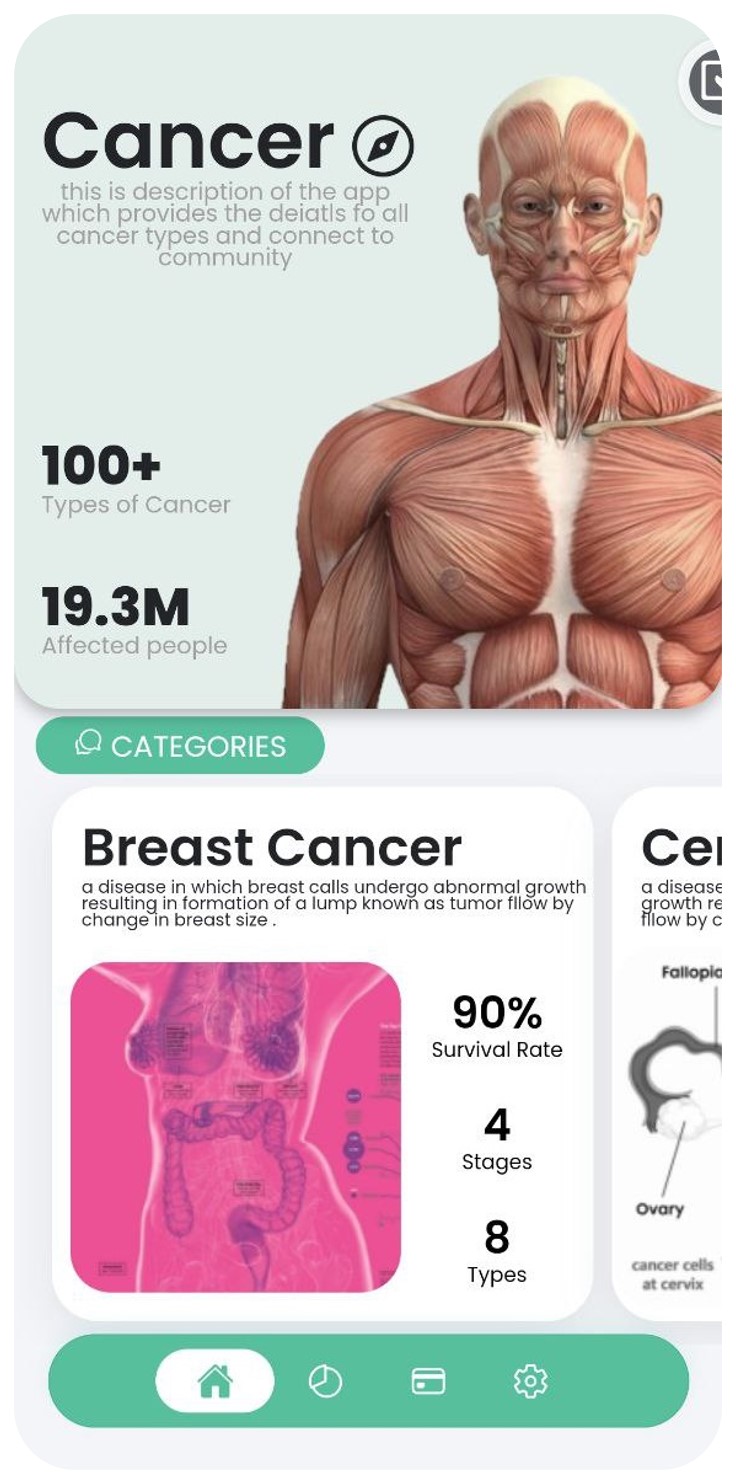 Cancer
this is description of the app
which provides the deiatls fo all
cancer types and connect to
community
100+
Types of Cancer
19.3M
Affected people
CATEGORIES
Breast Cancer
a disease in which breast calls undergo abnormal growth
resulting in formation of a lump known as tumor fllow by
change in breast size .
90%
Survival Rate
4
Stages
8
Types
Cer
a disease
growth re
fllow by c
Fallopia
Ovary
cancer cells
at cervix